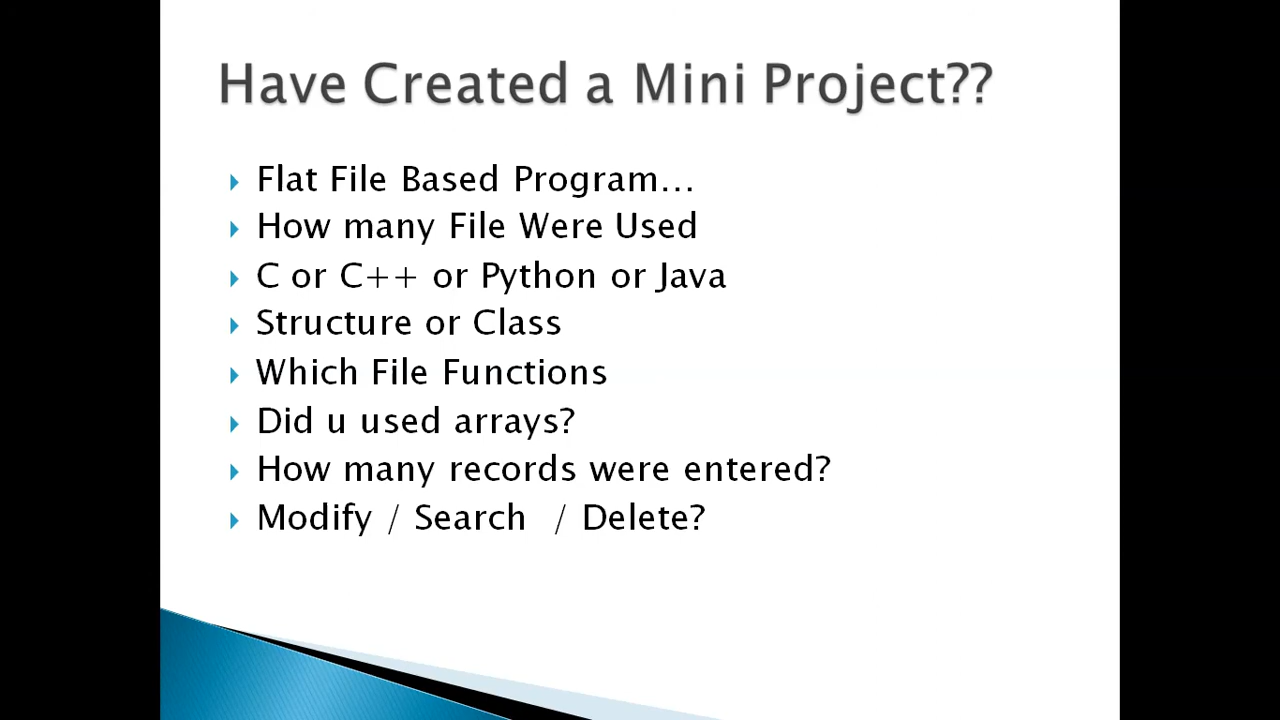 Have Created a Mini Project??
Flat File Based Program...
How many File Were Used
C or C++ or Python or Java
Structure or Class
Which File Functions
Did u used arrays?
How many records were entered?
Modify / Search / Delete?